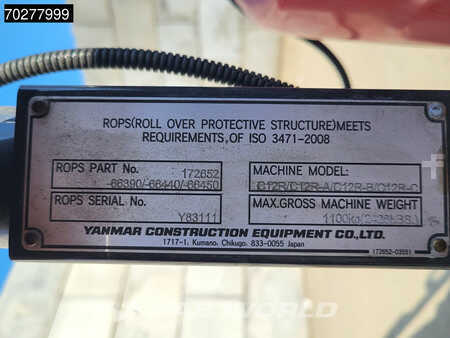 70277999
ROPS(ROLL OVER PROTECTIVE STRUCTURE)MEETS
REQUIREMENTS,OF ISO 3471-2008
ROPS PART No. 172652
-66390/-66440/-66450
MACHINE MODEL:
C12R/C12R-A/C12R-B/C12R-C
ROPS SERIAL No.
Y83111
MAX.GROSS MACHINE WEIGHT
1100kg
YANMAR CONSTRUCTION EQUIPMENT CO.,LTD.
1717-1, Kumano, Chikugo, 833-0055 Japan
172652-03551